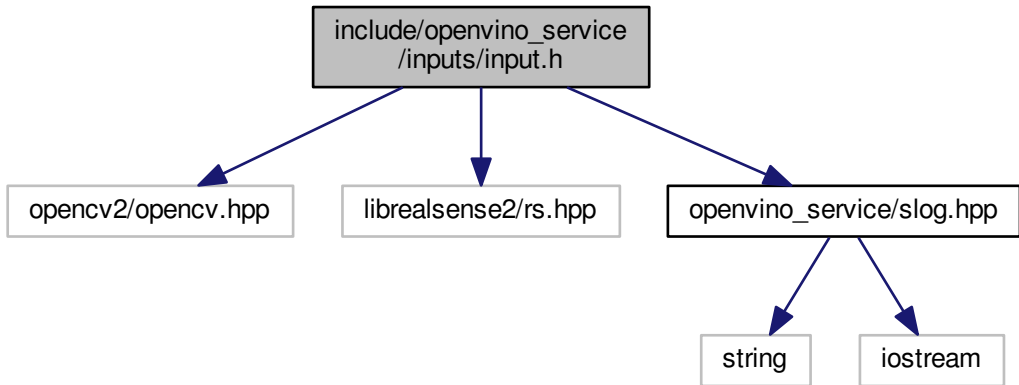 include/openvino_service
/inputs/input.h
opencv2/opencv.hpp
librealsense2/rs.hpp
openvino_service/slog.hpp
string
iostream